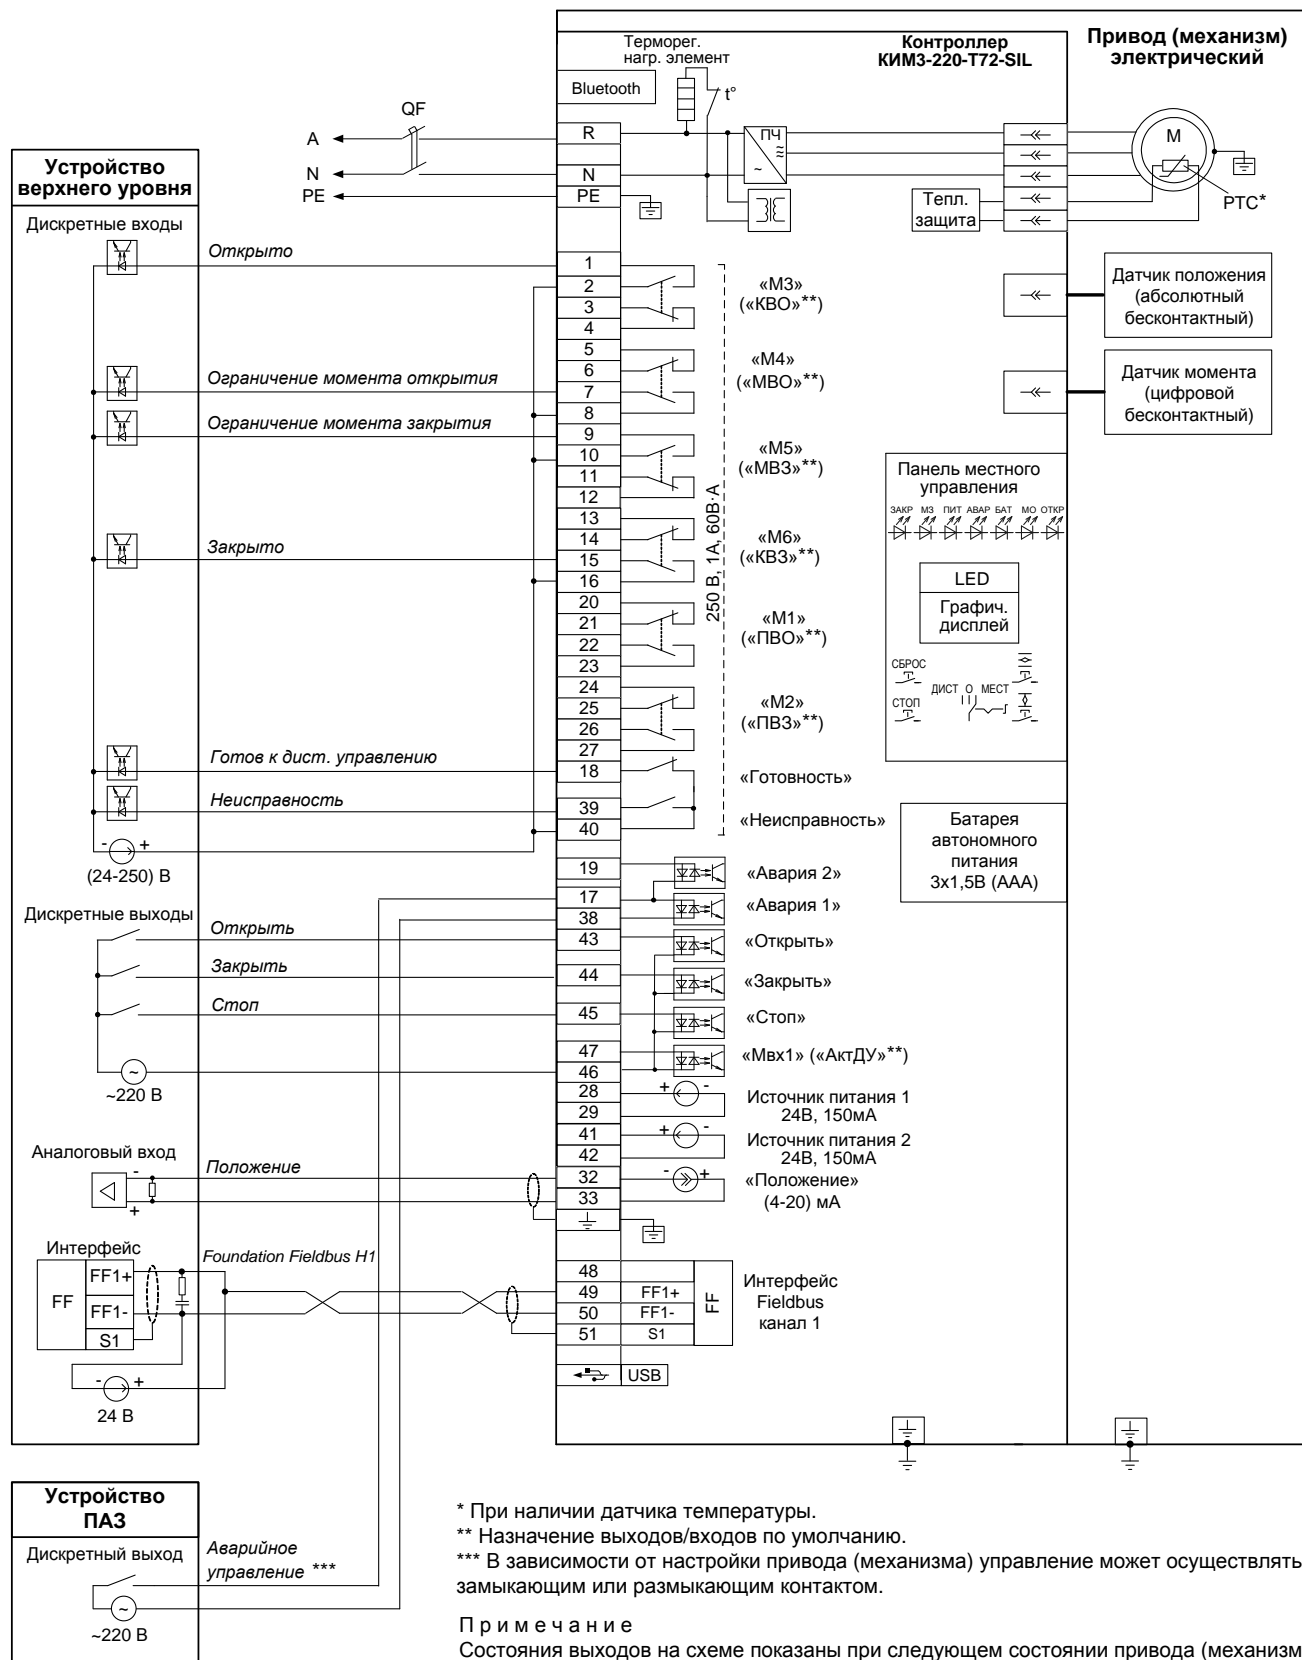 Контроллер
КИМ3-220-Т72-SIL
Привод (механизм)
электрический
Терморег.
нагр. элемент
t°
Bluetooth
QF
A
N
PE
R
N
PE
ПЧ
~
M
PTC*
Тепл.
защита
Устройство
верхнего уровня
Дискретные входы
Открыто
Ограничение момента открытия
Ограничение момента закрытия
Закрыто
Готов к дист. управлению
Неисправность
- +
(24-250) В
Дискретные выходы
Открыть
Закрыть
Стоп
~
~220 В
Аналоговый вход
-
+
Положение
Интерфейс
Foundation Fieldbus H1
FF
FF1+
FF1-
S1
- +
24 В
1
2
3
4
5
6
7
8
9
10
11
12
13
14
15
16
20
21
22
23
24
25
26
27
18
39
40
19
17
38
43
44
45
47
46
28
29
41
42
32
33
48
49
50
51
FF1+
FF1-
S1
FF
USB
«М3»
(«КВО»**)
«М4»
(«МВО»**)
«М5»
(«МВЗ»**)
«М6»
(«КВЗ»**)
«М1»
(«ПВО»**)
«М2»
(«ПВЗ»**)
250 В, 1А, 60В·А
«Готовность»
«Неисправность»
«Авария 2»
«Авария 1»
«Открыть»
«Закрыть»
«Стоп»
«Мвх1» («АктДУ»**)
+ -
Источник питания 1
24В, 150мА
+ -
Источник питания 2
24В, 150мА
- +
«Положение»
(4-20) мА
Интерфейс
Fieldbus
канал 1
Датчик положения
(абсолютный
бесконтактный)
Датчик момента
(цифровой
бесконтактный)
Панель местного
управления
ЗАКР МЗ ПИТ АВАР БАТ МО ОТКР
LED
Графич.
дисплей
СБРОС
СТОП
ДИСТ О МЕСТ
Батарея
автономного
питания
3х1,5В (ААА)
Устройство
ПАЗ
Дискретный выход
Аварийное
управление ***
~
~220 В
* При наличии датчика температуры.
** Назначение выходов/входов по умолчанию.
*** В зависимости от настройки привода (механизма) управление может осуществлять
замыкающим или размыкающим контактом.
П р и м е ч а н и е
Состояния выходов на схеме показаны при следующем состоянии привода (механизм